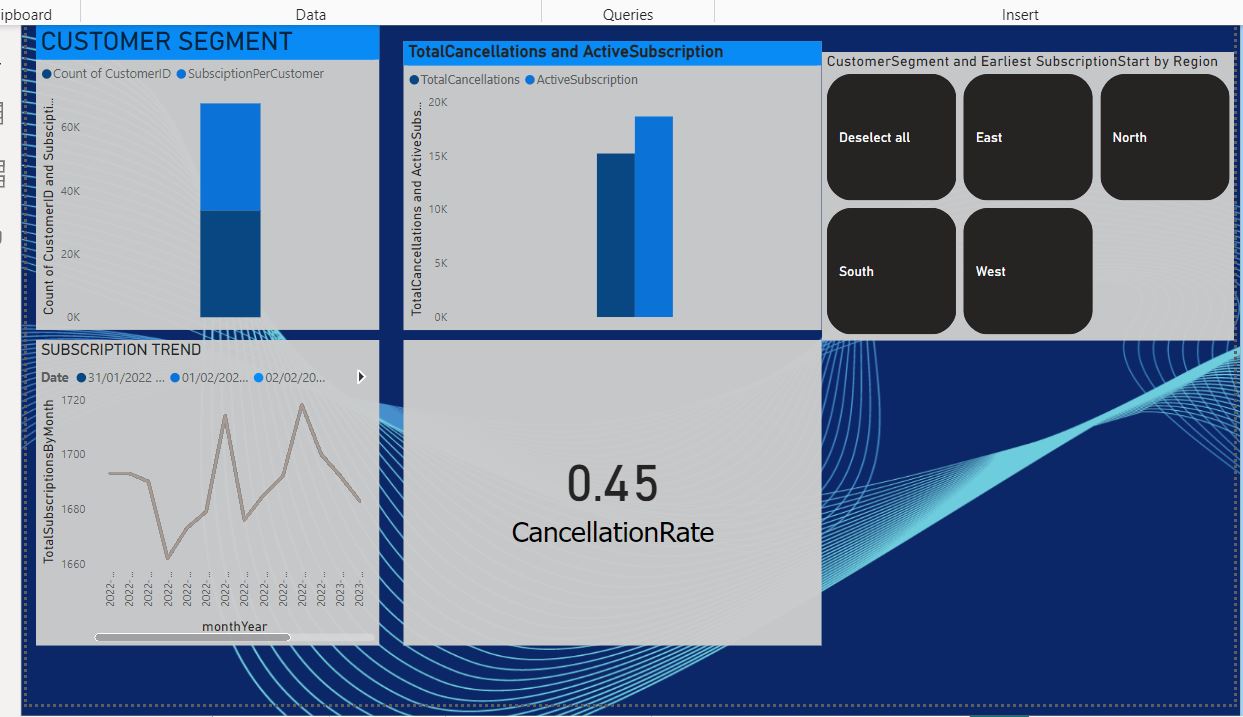 ipboard
Data
Queries
Insert
CUSTOMER SEGMENT
Count of CustomerID SubsciptionPerCustomer
Count of CustomerID and Subscipti...
60K
40K
20K
0K
TotalCancellations and ActiveSubscription
TotalCancellations ActiveSubscription
TotalCancellations and ActiveSubs...
20K
15K
10K
5K
0K
CustomerSegment and Earliest SubscriptionStart by Region
Deselect all
East
North
South
West
SUBSCRIPTION TREND
Date 31/01/2022 ... 01/02/202... 02/02/20...
TotalSubscriptionsByMonth
1720
1700
1680
1660
2022-...
2022-...
2022-...
2022-...
2022-...
2022-...
2022-...
2022-...
2022-...
2022-...
2022-...
2022-...
2023-...
2023-...
monthYear
0.45
CancellationRate